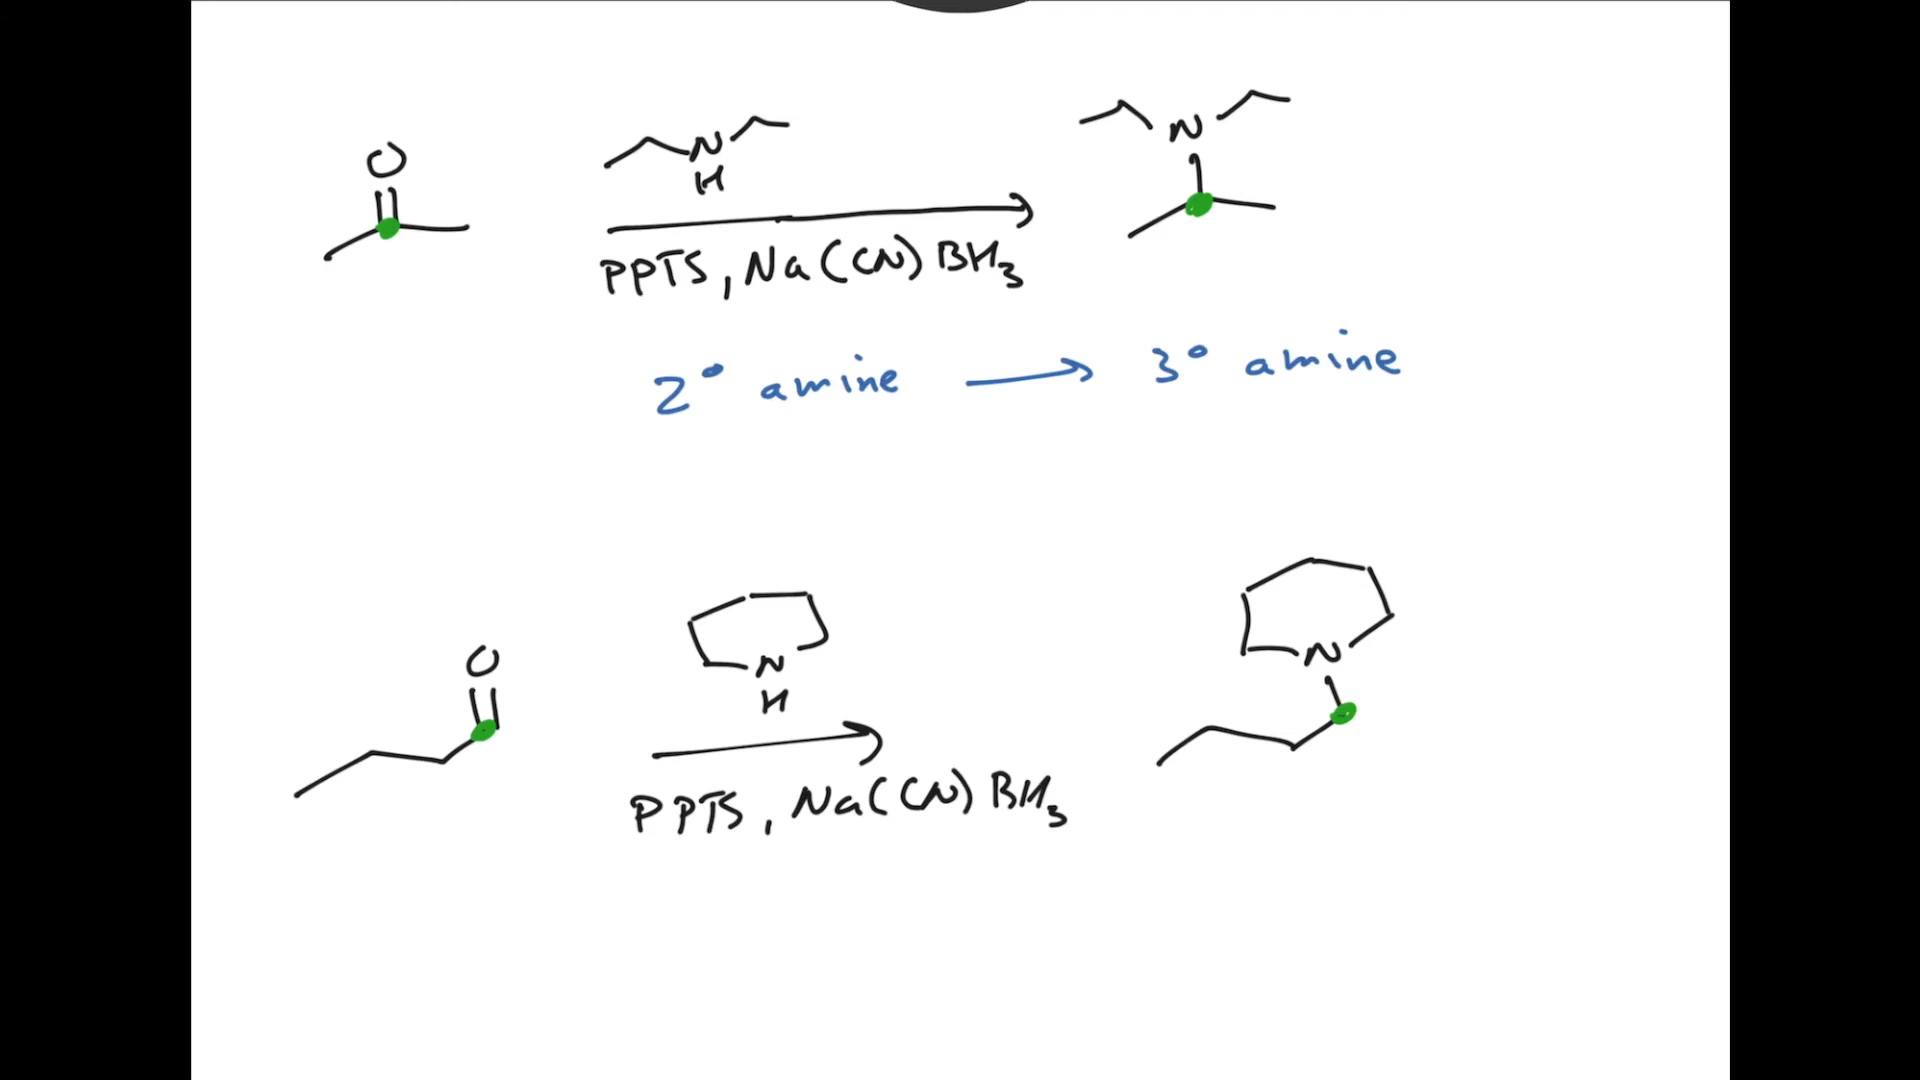 O
N
H
N
PPTS, Na(CN)BH3
2° amine → 3° amine
O
N
H
N
PPTS, Na(CN)BH3